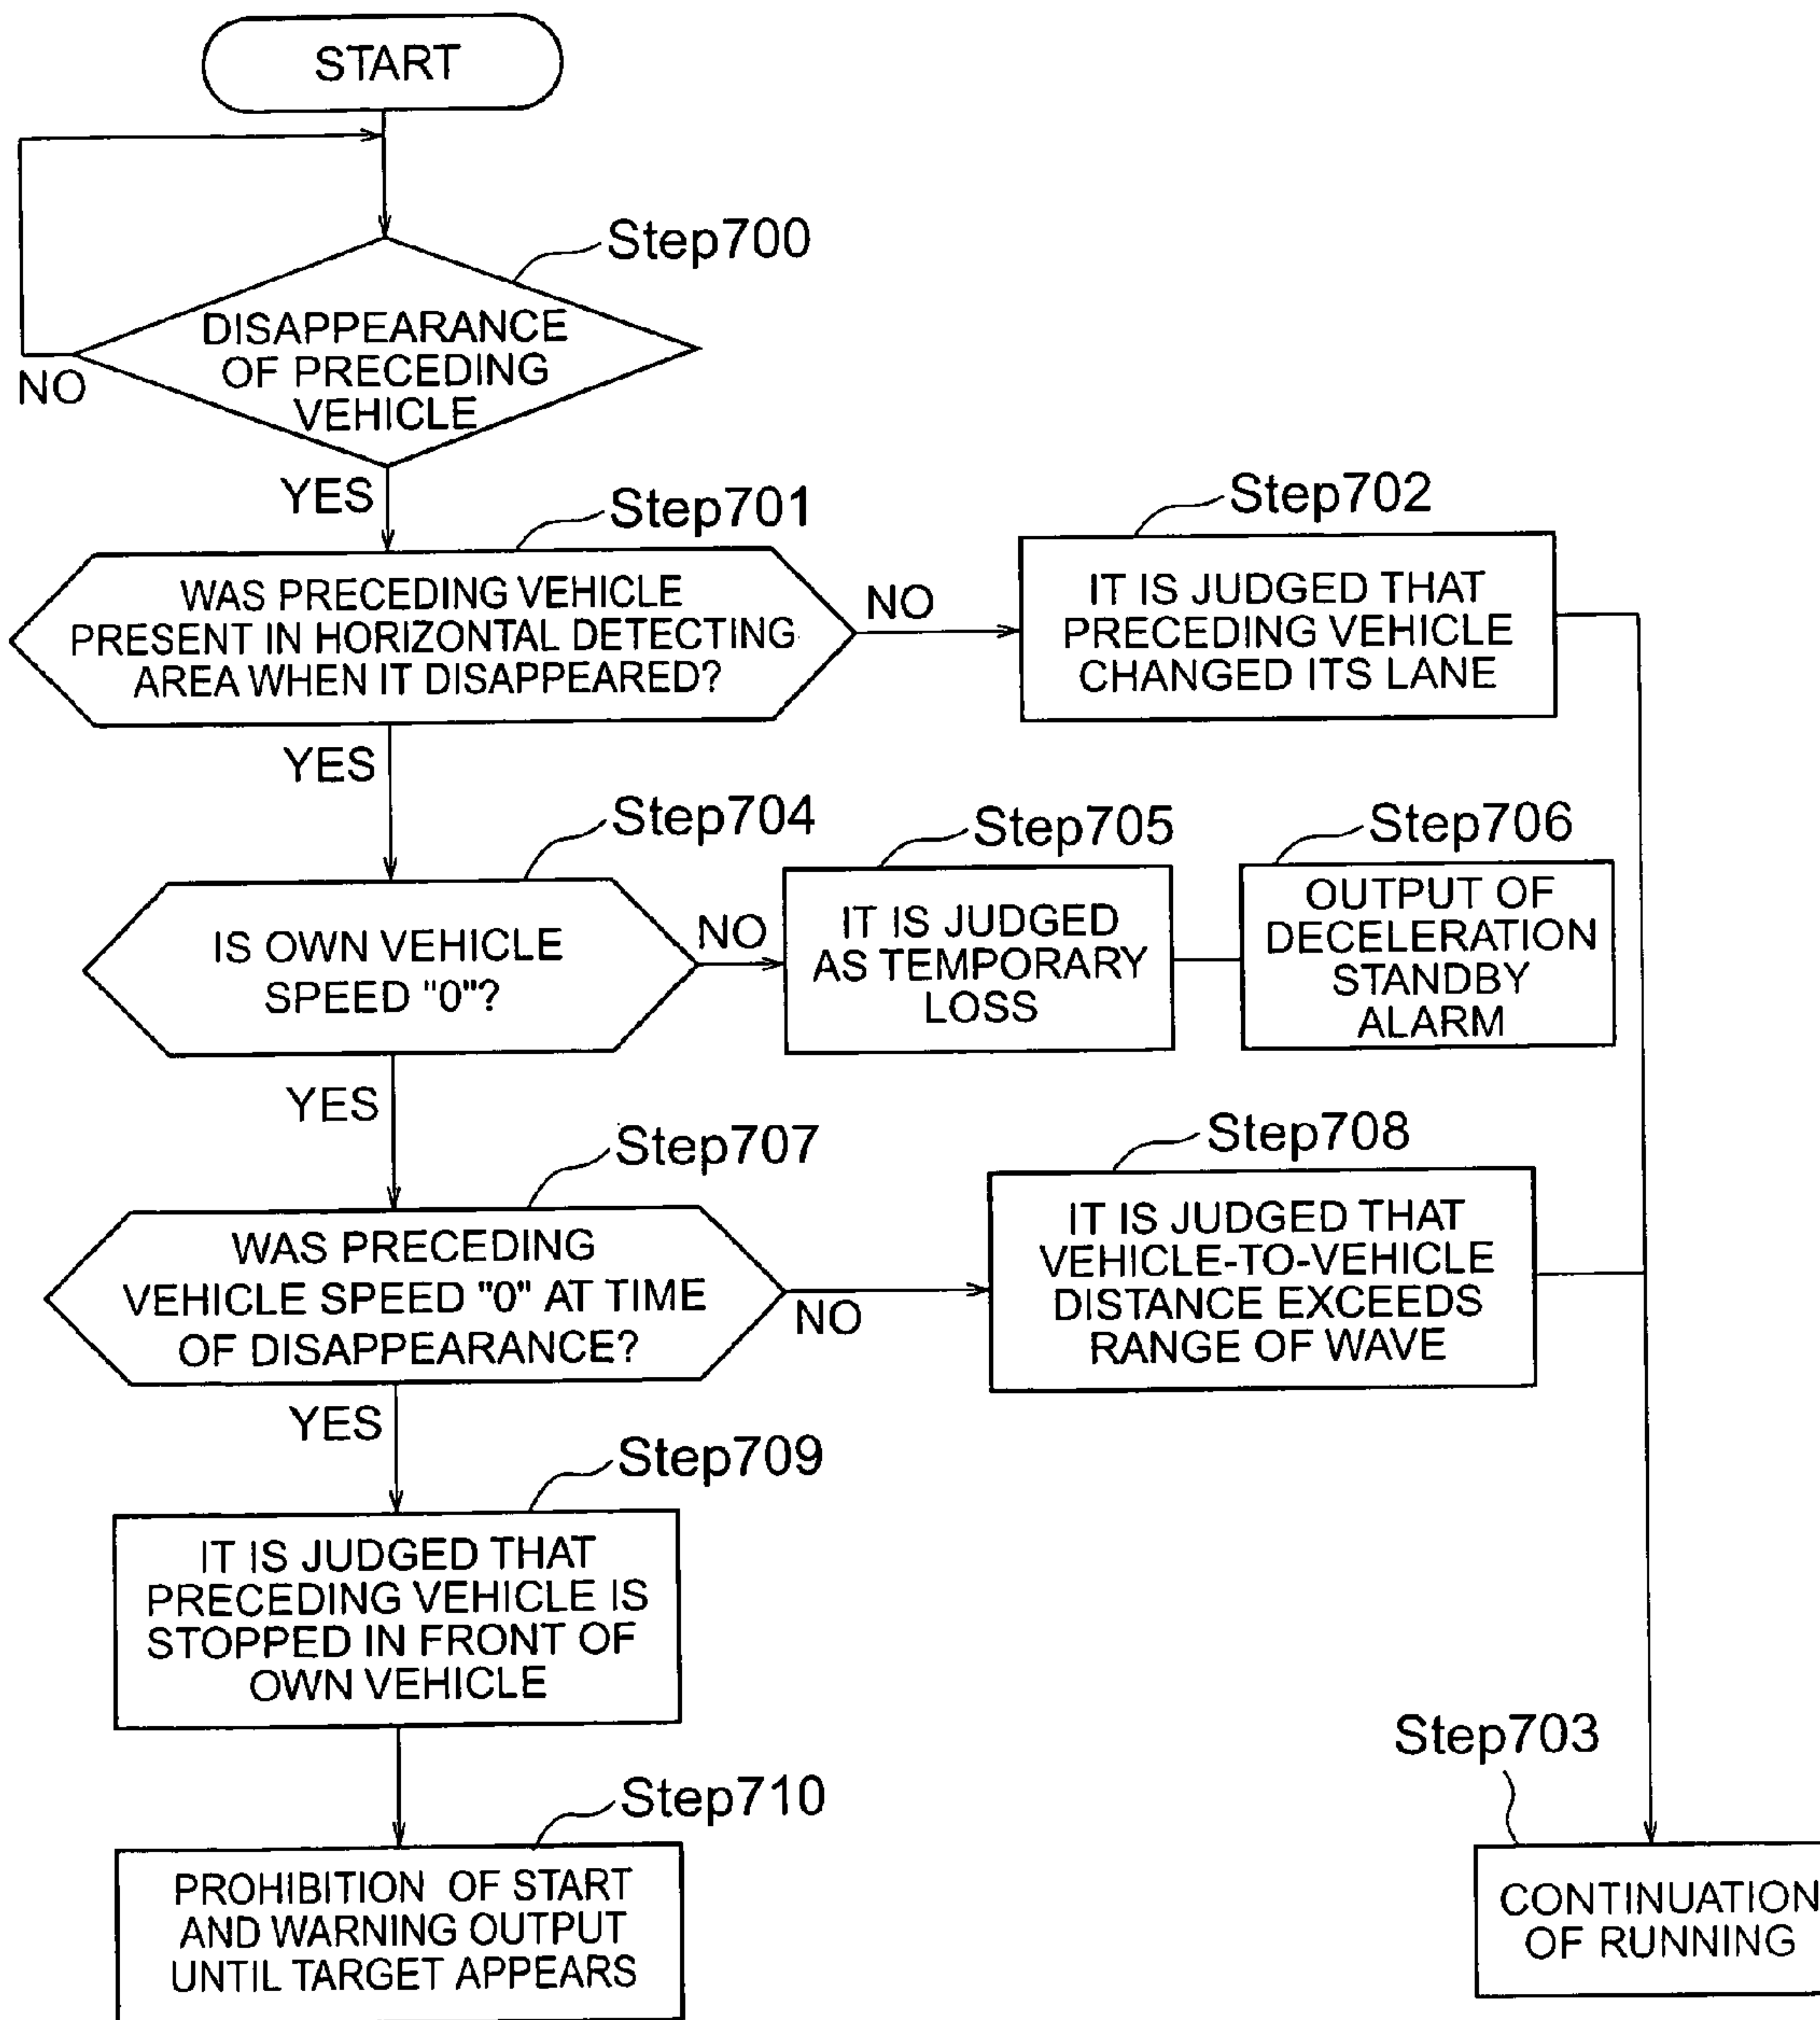 START
Step700
DISAPPEARANCE
OF PRECEDING
VEHICLE
NO
YES
Step701
WAS PRECEDING VEHICLE
PRESENT IN HORIZONTAL DETECTING
AREA WHEN IT DISAPPEARED?
NO
Step702
IT IS JUDGED THAT
PRECEDING VEHICLE
CHANGED ITS LANE
YES
Step704
IS OWN VEHICLE
SPEED "0"?
NO
Step705
IT IS JUDGED
AS TEMPORARY
LOSS
Step706
OUTPUT OF
DECELERATION
STANDBY
ALARM
YES
Step707
WAS PRECEDING
VEHICLE SPEED "0" AT TIME
OF DISAPPEARANCE?
NO
Step708
IT IS JUDGED THAT
VEHICLE-TO-VEHICLE
DISTANCE EXCEEDS
RANGE OF WAVE
YES
Step709
IT IS JUDGED THAT
PRECEDING VEHICLE IS
STOPPED IN FRONT OF
OWN VEHICLE
Step710
PROHIBITION OF START
AND WARNING OUTPUT
UNTIL TARGET APPEARS
Step703
CONTINUATION
OF RUNNING